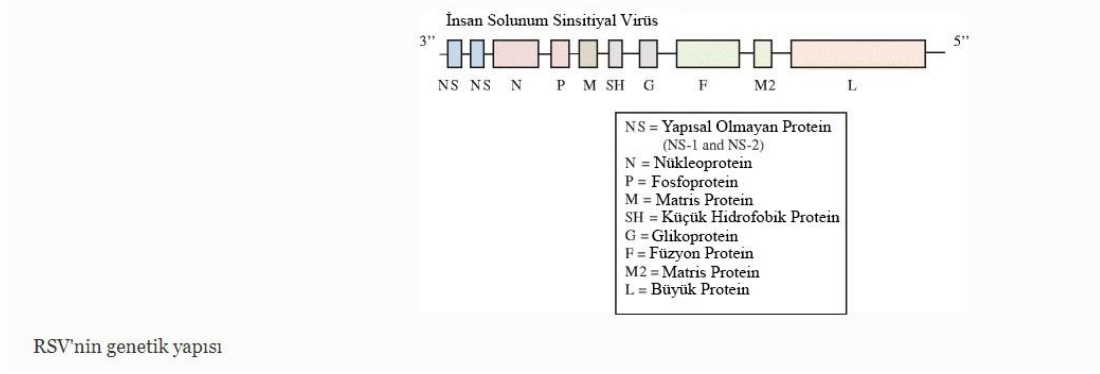 İnsan Solunum Sinsitiyal Virüs
3’’ 5’’
NS NS N P M SH G F M2 L
NS = Yapısal Olmayan Protein
(NS-1 and NS-2)
N = Nükleoprotein
P = Fosfoprotein
M = Matris Protein
SH = Küçük Hidrofobik Protein
G = Glikoprotein
F = Füzyon Protein
M2 = Matris Protein
L = Büyük Protein
RSV'nin genetik yapısı